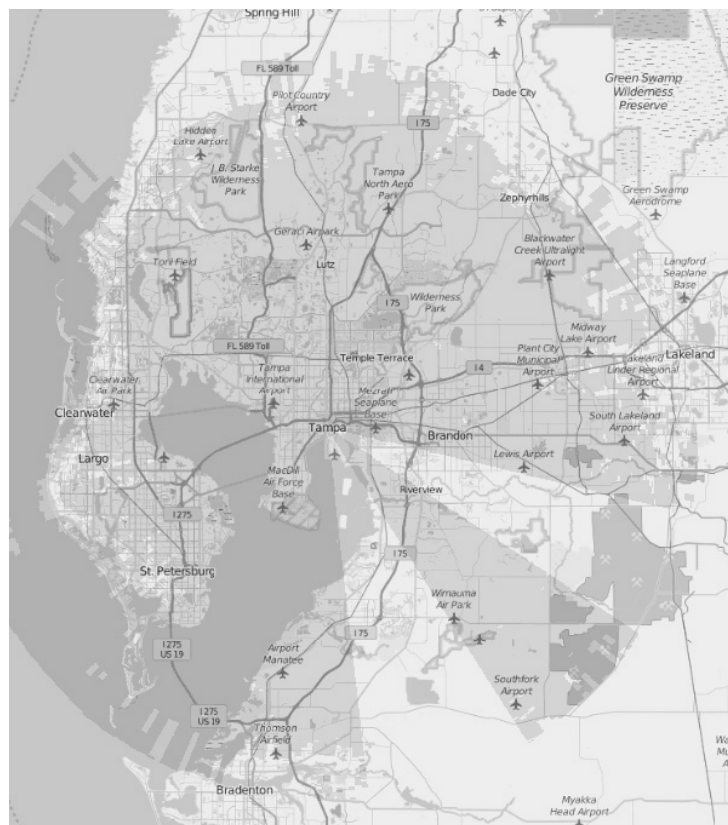 Spring Hill
FL 589 Toll
Pilot Country
Airport
Dade City
Green Swamp
Wilderness
Preserve
I 75
Hidden
Lake Airport
J. B. Starke
Wilderness
Park
Tampa
North Aero
Park
Zephyrhills
Green Swamp
Aerodrome
Geraci Airpark
Lutz
Blackwater
Creek Ultralight
Airport
Toni Field
Langford
Seaplane
Base
I 75
Wilderness
Park
FL 589 Toll
Temple Terrace
Midway
Lake Airport
Plant City
Municipal
Airport
Lakeland
Lakeland
Linder Regional
Airport
I 4
Tampa
International
Airport
Mezrah
Seaplane
Base
Clearwater
Air Park
Clearwater
Tampa
Brandon
South Lakeland
Airport
Largo
Lewis Airport
MacDill
Air Force
Base
Riverview
I 275
I 75
St. Petersburg
Wimauma
Air Park
I 75
I 275
US 19
Airport
Manatee
Southfork
Airport
I 275
US 19
Thomson
Airfield
Bradenton
Myakka
Head Airport